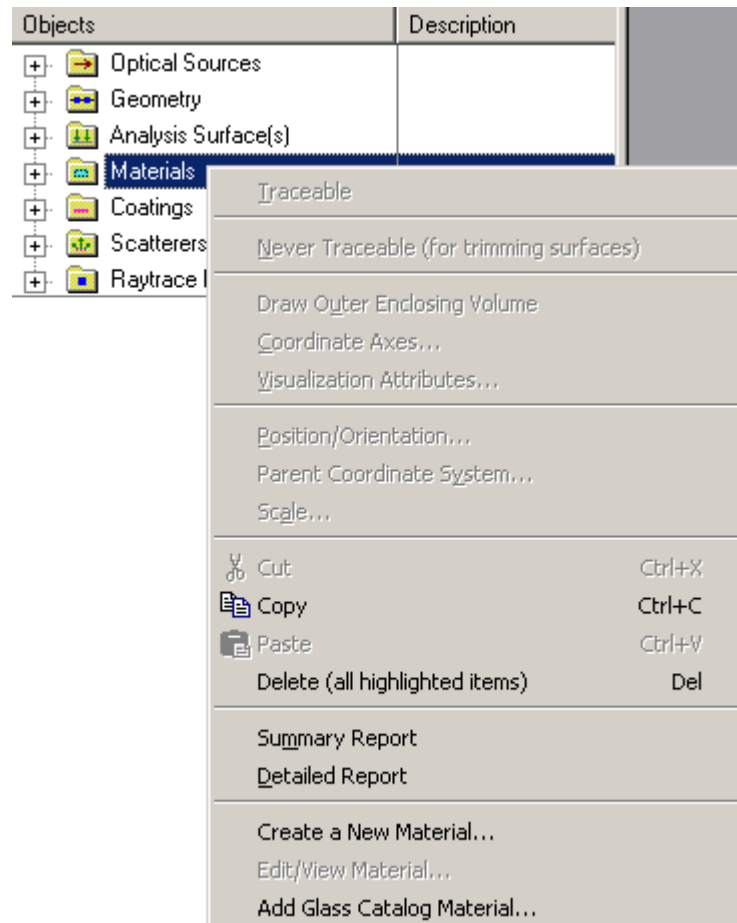 Objects Description
Optical Sources
Geometry
Analysis Surface(s)
Materials
Coatings
Scatterers
Raytrace
Traceable
Never Traceable (for trimming surfaces)
Draw Outer Enclosing Volume
Coordinate Axes...
Visualization Attributes...
Position/Orientation...
Parent Coordinate System...
Scale...
Cut Ctrl+X
Copy Ctrl+C
Paste Ctrl+V
Delete (all highlighted items) Del
Summary Report
Detailed Report
Create a New Material...
Edit/View Material...
Add Glass Catalog Material...